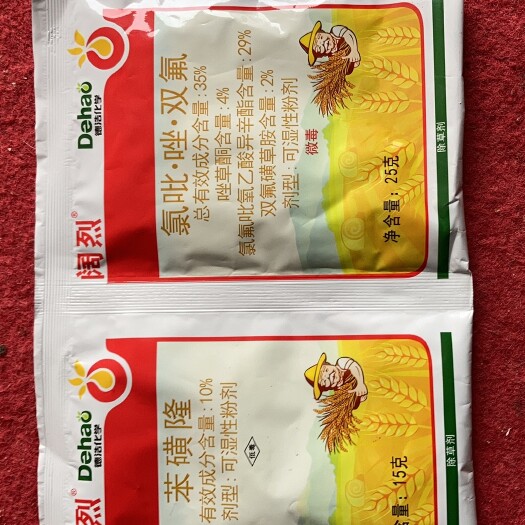 Dehao
德浩化学
阔烈®
氯吡·唑·双氟
总有效成分含量：35%
唑草酮含量：4%
氯氟吡氧乙酸异辛酯含量：29%
双氟磺草胺含量：2%
剂型：可湿性粉剂
微毒
净含量：25克
除草剂
Dehao
德浩化学
烈®
苯磺隆
有效成分含量：10%
剂型：可湿性粉剂
低毒
含量：15克
除草剂